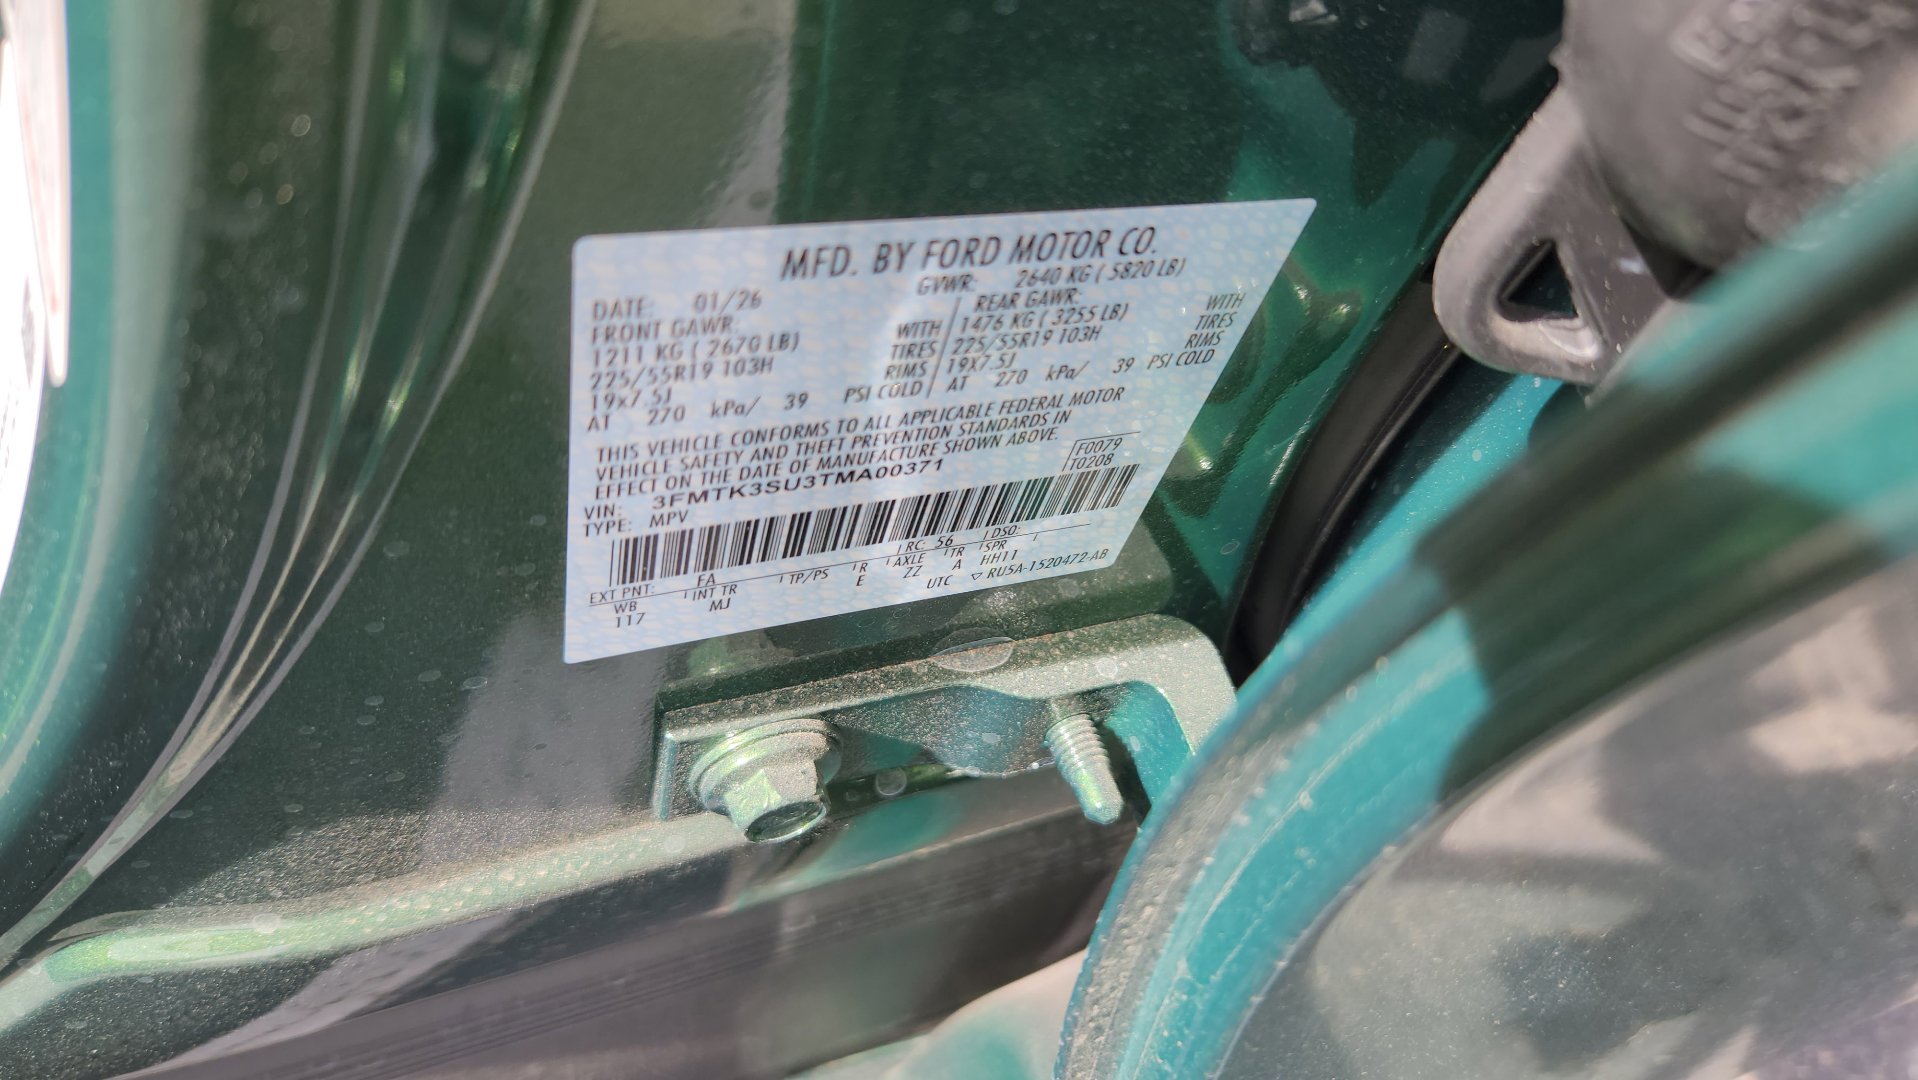 MFD. BY FORD MOTOR CO.
DATE: 01/26 GVWR: 2640 KG ( 5820 LB)
FRONT GAWR: REAR GAWR:
1211 KG ( 2670 LB) WITH 1476 KG ( 3255 LB) WITH
225/55R19 103H TIRES 225/55R19 103H TIRES
19x7.5J RIMS 19X7.5J RIMS
AT 270 kPa/ 39 PSI COLD AT 270 kPa/ 39 PSI COLD
THIS VEHICLE CONFORMS TO ALL APPLICABLE FEDERAL MOTOR
VEHICLE SAFETY AND THEFT PREVENTION STANDARDS IN
EFFECT ON THE DATE OF MANUFACTURE SHOWN ABOVE.
F0079
T0208
VIN: 3FMTK3SU3TMA00371
TYPE: MPV
EXT PNT: FA RC: 56 DSO:
WB INT TR TP/PS R AXLE TR SPR
117 MJ E ZZ A HH11
UTC ▽ RU5A-1520472-AB